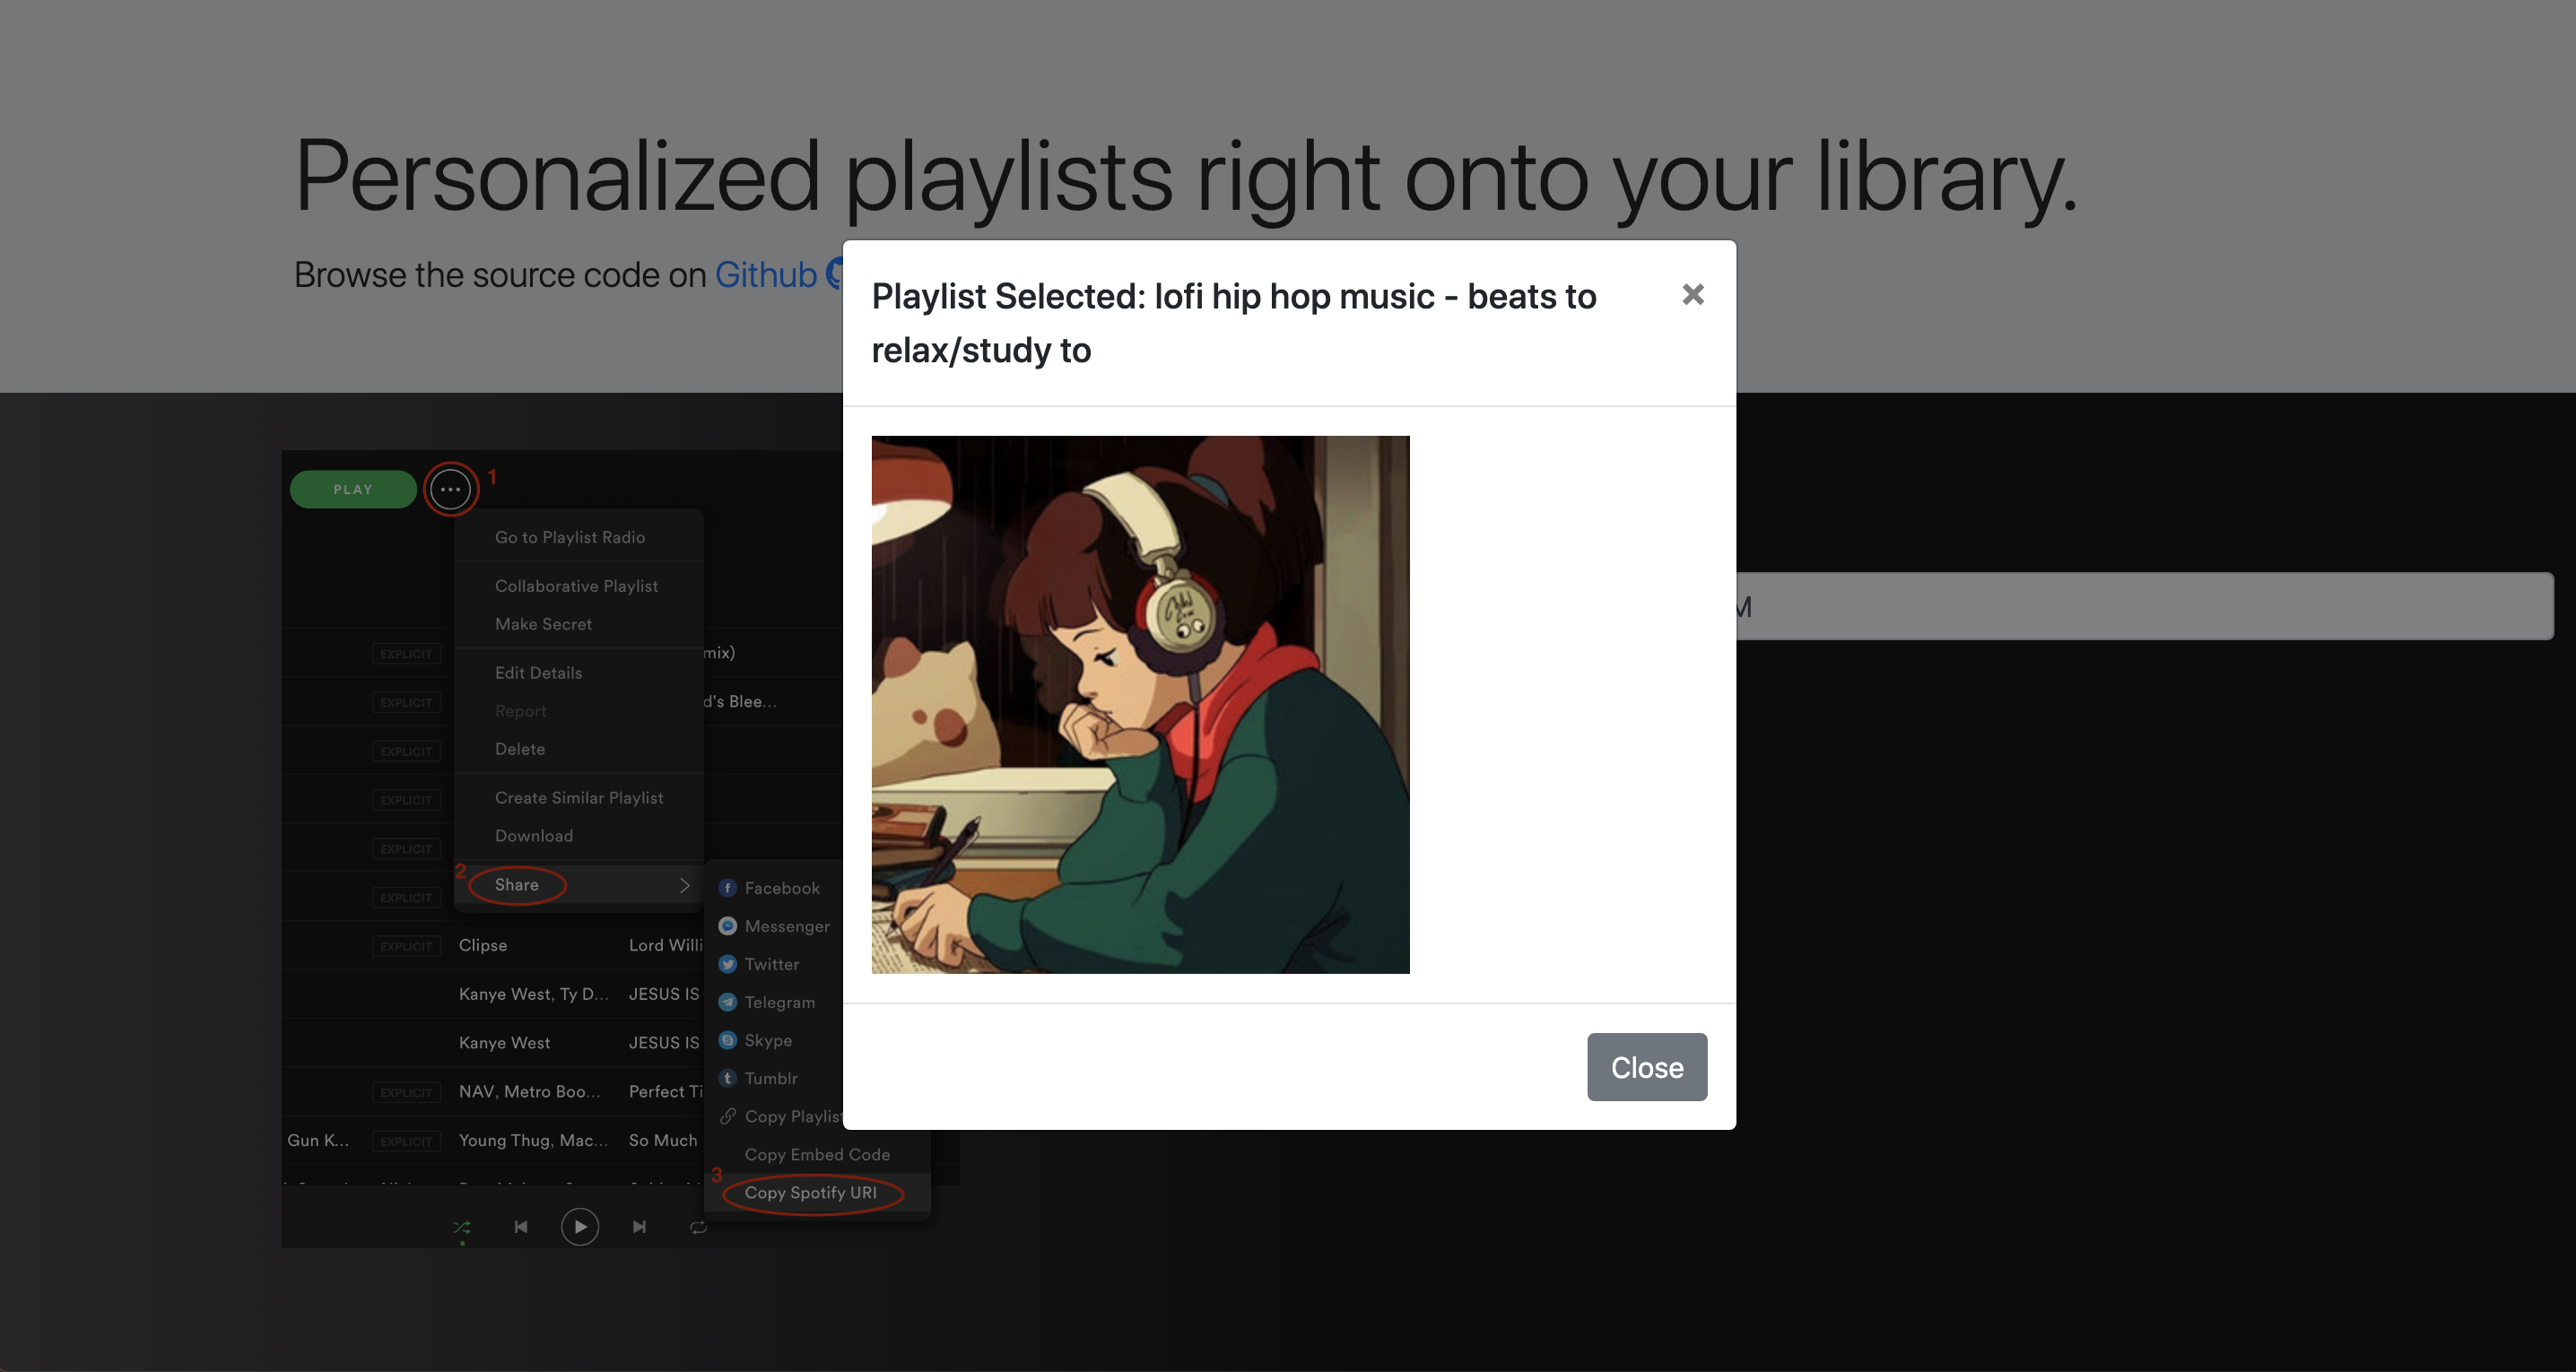 Personalized playlists right onto your library.
Browse the source code on Github
Playlist Selected: lofi hip hop music - beats to
relax/study to
×
PLAY
1
Go to Playlist Radio
Collaborative Playlist
Make Secret
EXPLICIT mix)
Edit Details
EXPLICIT d's Blee...
Report
EXPLICIT
Delete
EXPLICIT
Create Similar Playlist
Download
EXPLICIT
2 Share
EXPLICIT
Facebook
Messenger
EXPLICIT Clipse Lord Willi
Twitter
Kanye West, Ty D... JESUS IS
Telegram
Kanye West JESUS IS
Skype
Tumblr
EXPLICIT NAV, Metro Boo... Perfect Ti
Copy Playlist
Gun K... EXPLICIT Young Thug, Mac... So Much
Copy Embed Code
3
Copy Spotify URI
M
Close